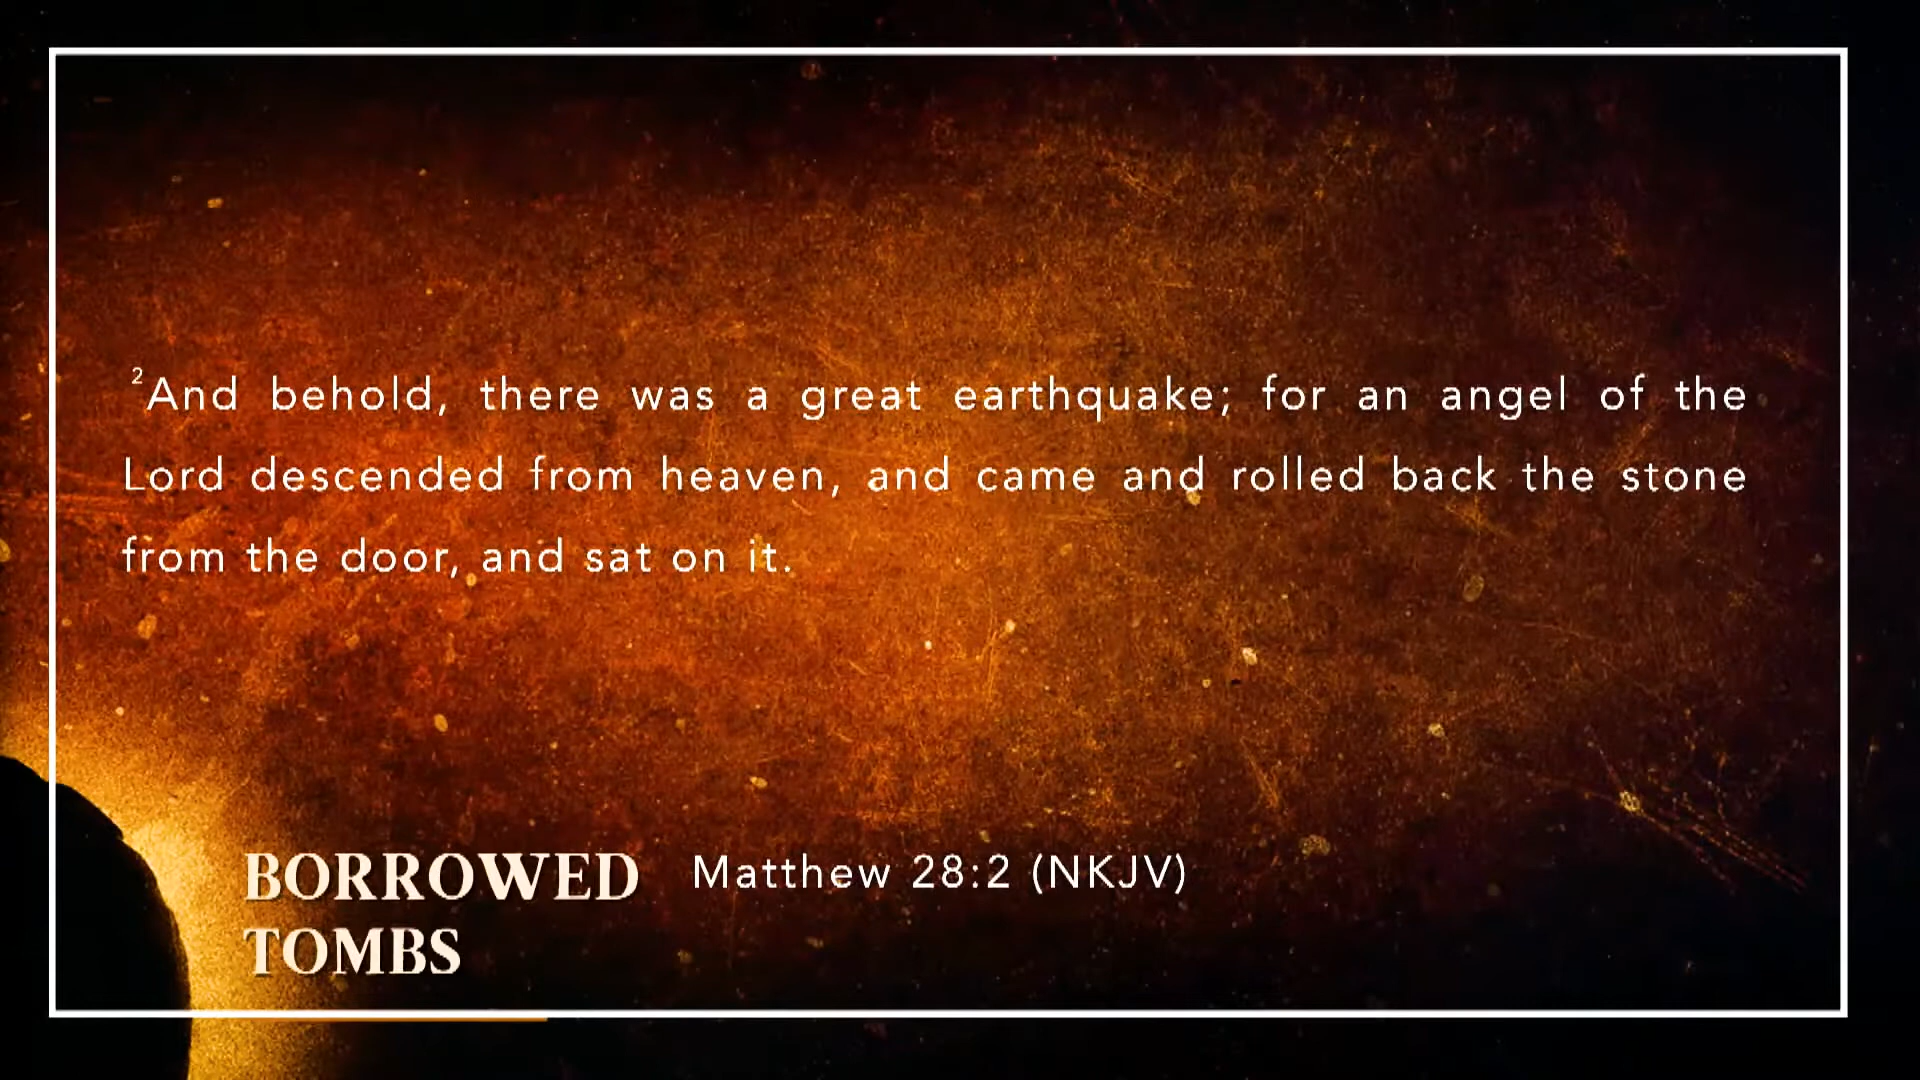 ²And behold, there was a great earthquake; for an angel of the
Lord descended from heaven, and came and rolled back the stone
from the door, and sat on it.
BORROWED
TOMBS
Matthew 28:2 (NKJV)